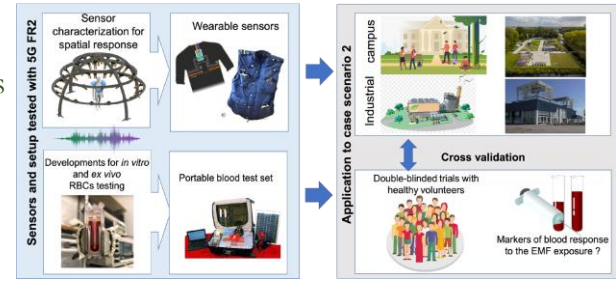 s
Sensors and setup tested with 5G FR2
Sensor
characterization for
spatial response
Wearable sensors
Developments for in vitro
and ex vivo
RBCs testing
Portable blood test set
Application to case scenario 2
campus
Industrial
Cross validation
Double-blinded trials with
healthy volunteers
Markers of blood response
to the EMF exposure ?